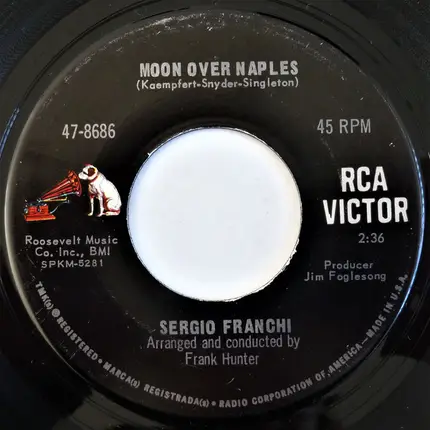 MOON OVER NAPLES
(Kaempfert-Snyder-Singleton)
47-8686
45 RPM
RCA
VICTOR
2:36
Roosevelt Music
Co. Inc., BMI
SPKM-5281
Producer
Jim Foglesong
SERGIO FRANCHI
Arranged and conducted by
Frank Hunter
TMK(s) ® REGISTERED • MARCA(s) REGISTRADA(s) • RADIO CORPORATION OF AMERICA—MADE IN U.S.A.